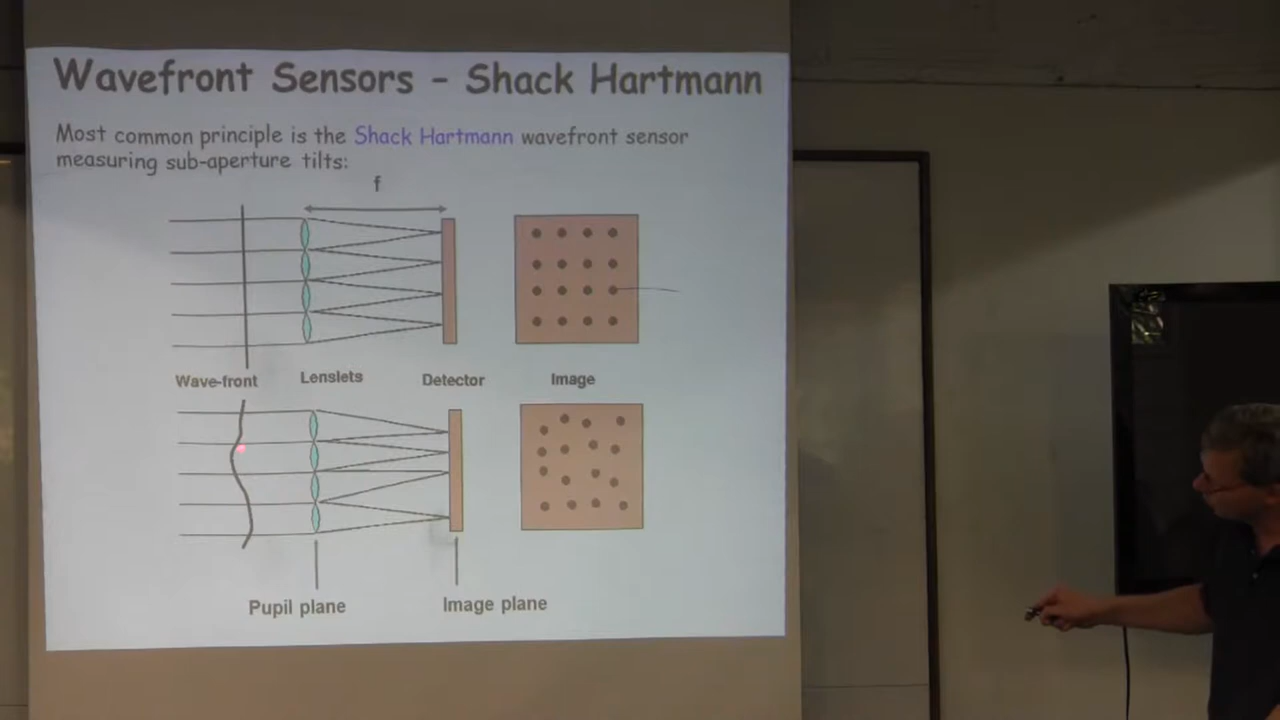 Wavefront Sensors - Shack Hartmann
Most common principle is the Shack Hartmann wavefront sensor
measuring sub-aperture tilts:
f
Wave-front Lenslets Detector Image
Pupil plane Image plane